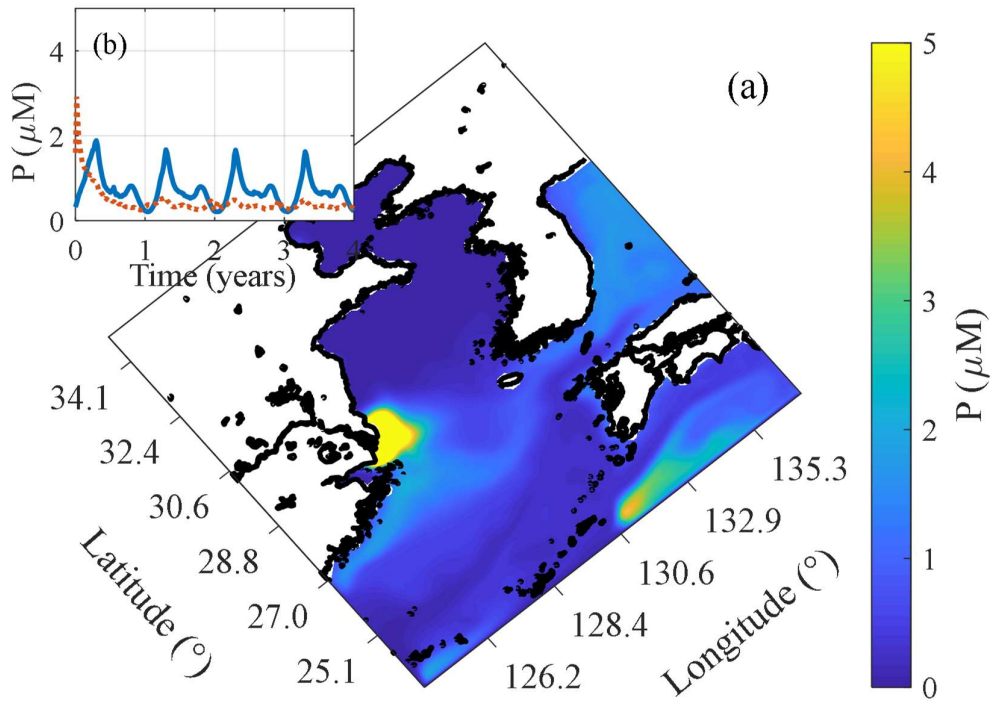 (b)
4
2
0
P (μM)
0 1 2 3 4
Time (years)
(a)
5
4
3
2
1
0
P (μM)
34.1
32.4
30.6
28.8
27.0
25.1
Latitude (°)
135.3
132.9
130.6
128.4
126.2
Longitude (°)